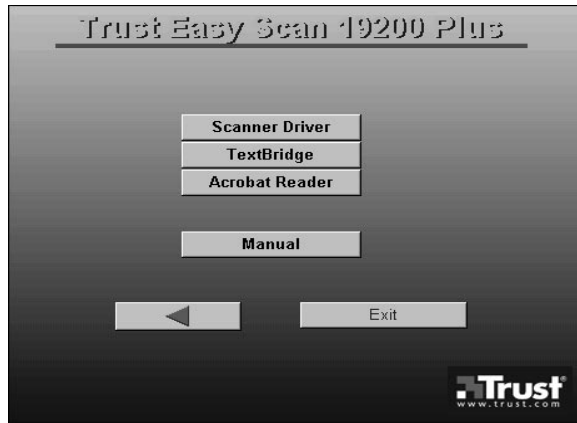 Trust Easy Scan 19200 Plus
Scanner Driver
TextBridge
Acrobat Reader
Manual
Exit
Trust
www.trust.com